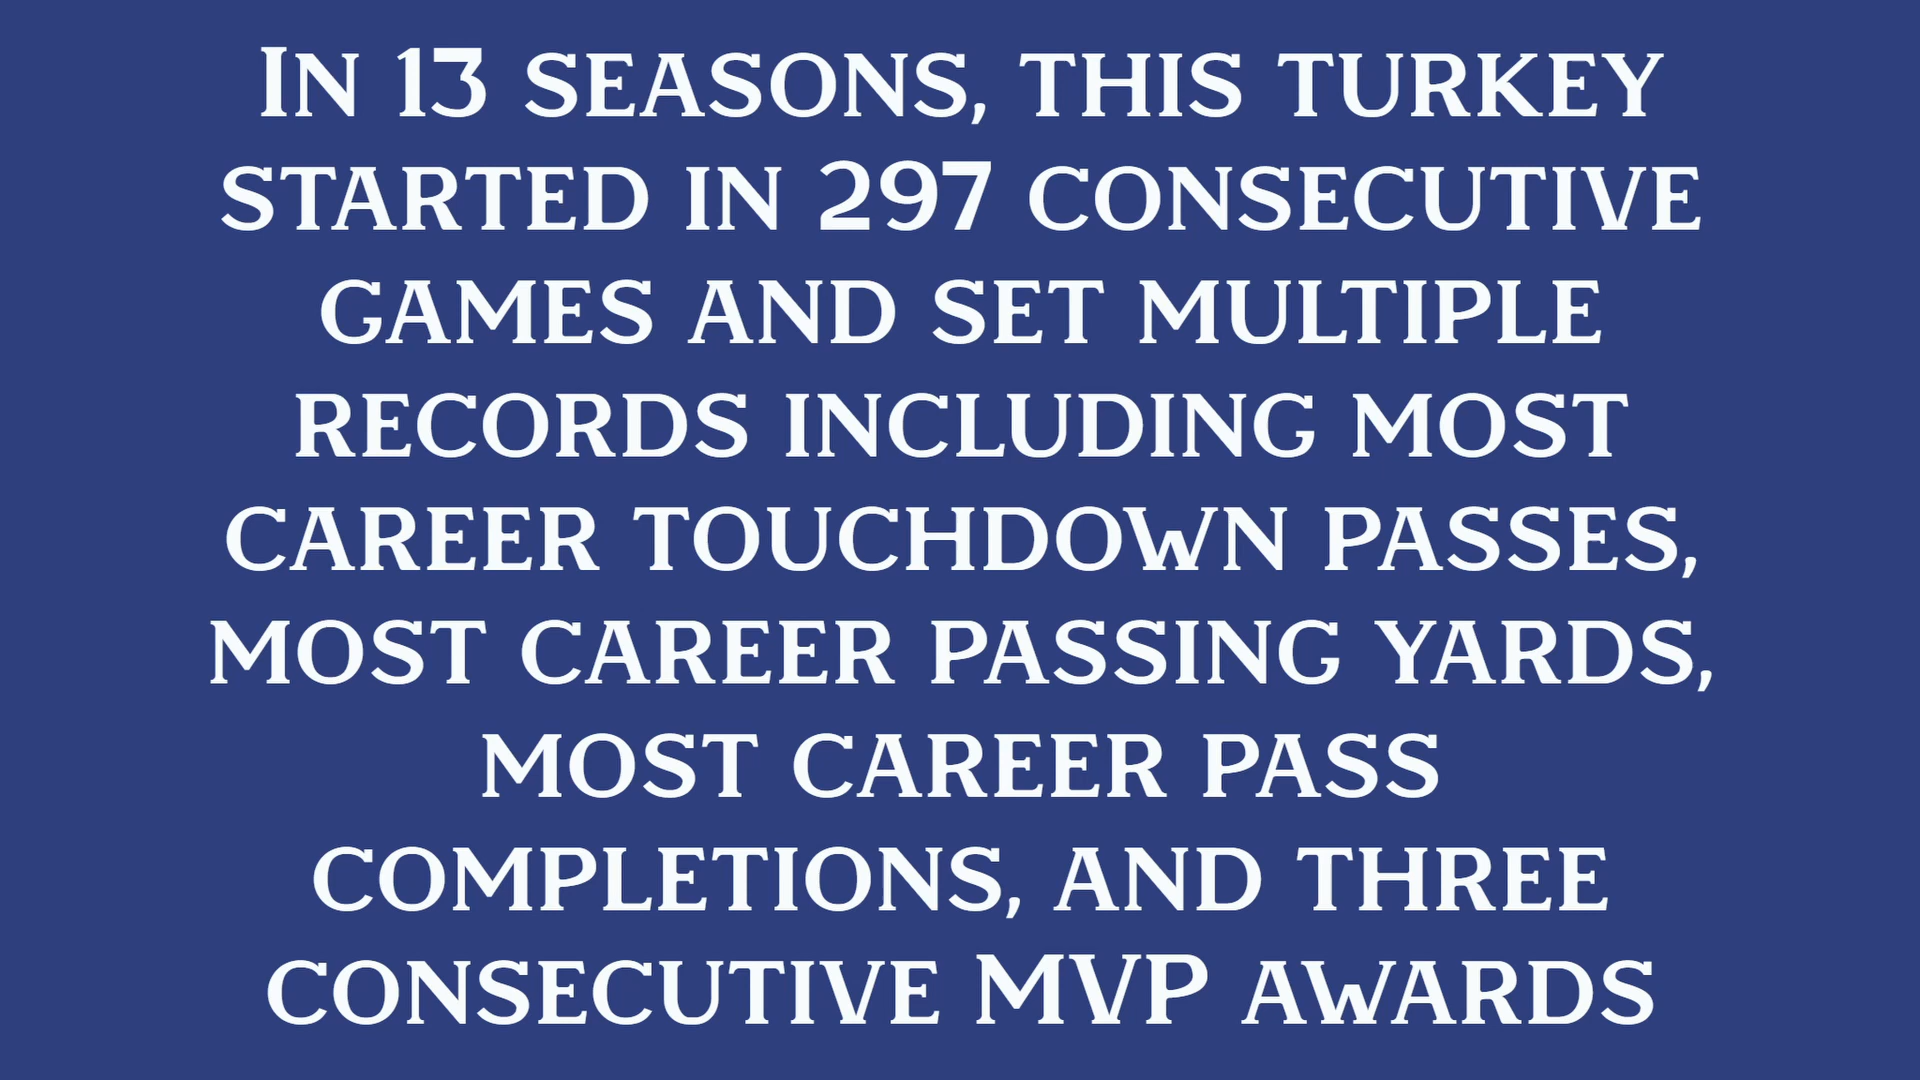 In 13 seasons, this turkey
started in 297 consecutive
games and set multiple
records including most
career touchdown passes,
most career passing yards,
most career pass
completions, and three
consecutive MVP awards